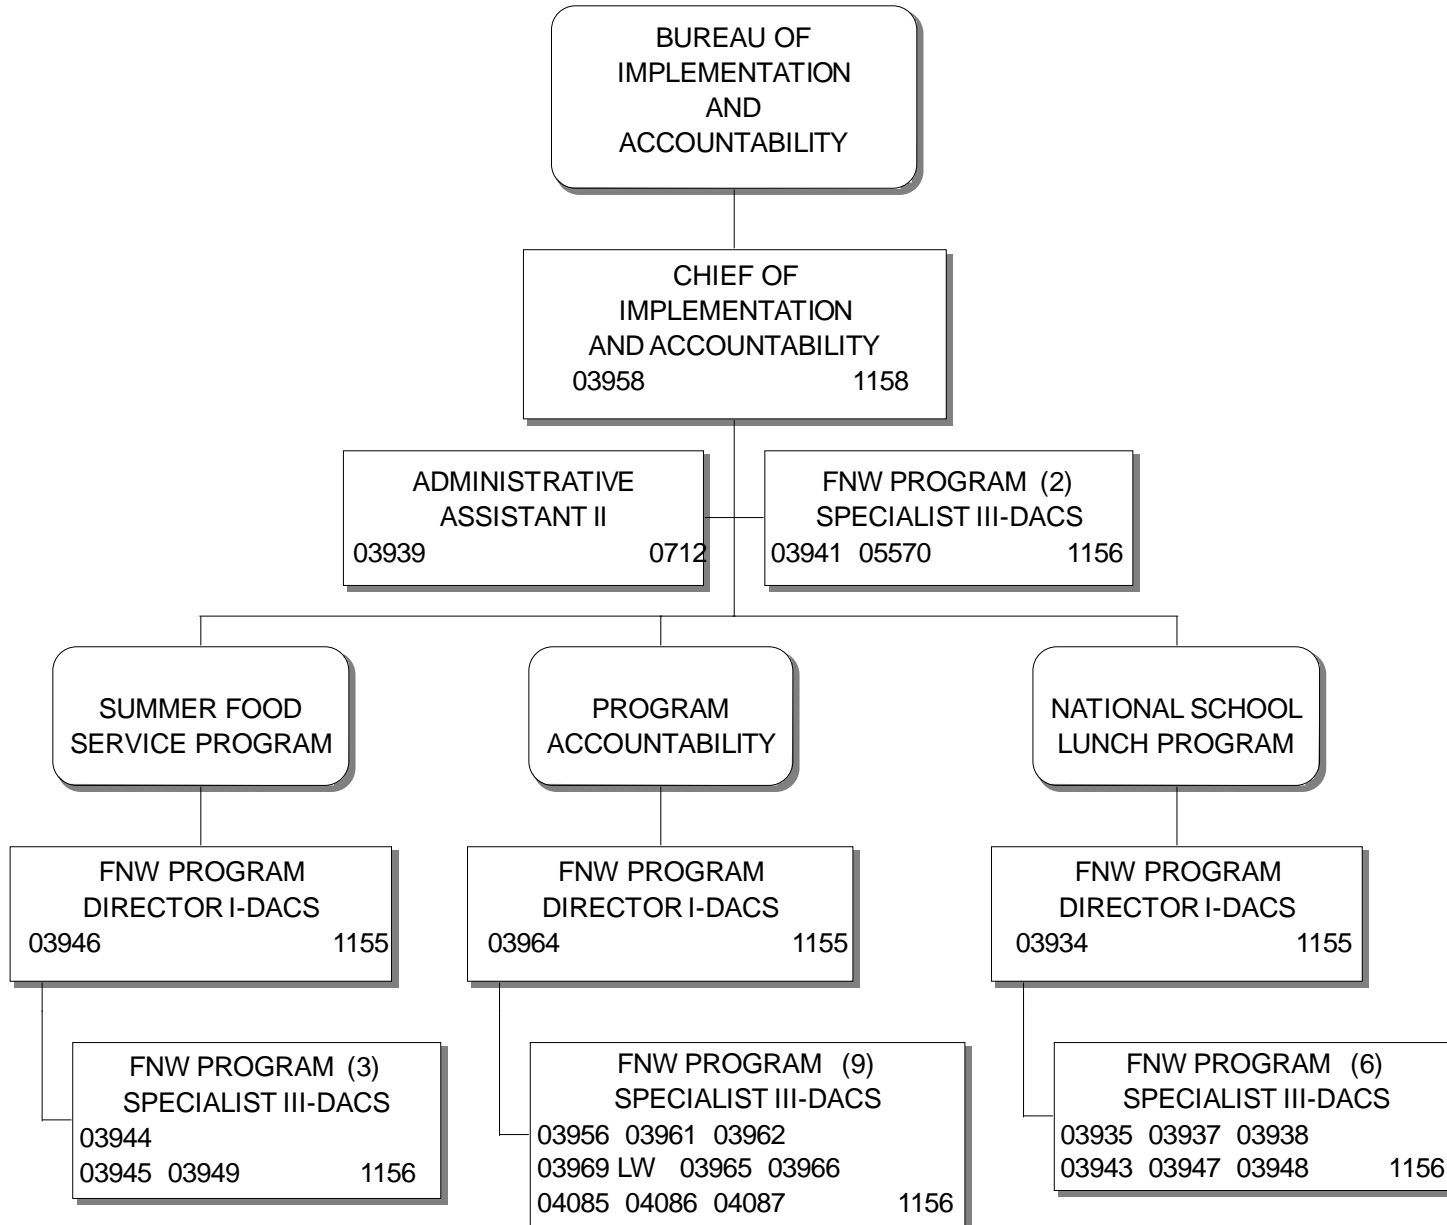 BUREAU OF
IMPLEMENTATION
AND
ACCOUNTABILITY
CHIEF OF
IMPLEMENTATION
AND ACCOUNTABILITY
03958 1158
ADMINISTRATIVE
ASSISTANT II
03939 0712
FNW PROGRAM (2)
SPECIALIST III-DACS
03941 05570 1156
SUMMER FOOD
SERVICE PROGRAM
PROGRAM
ACCOUNTABILITY
NATIONAL SCHOOL
LUNCH PROGRAM
FNW PROGRAM
DIRECTOR I-DACS
03946 1155
FNW PROGRAM
DIRECTOR I-DACS
03964 1155
FNW PROGRAM
DIRECTOR I-DACS
03934 1155
FNW PROGRAM (3)
SPECIALIST III-DACS
03944
03945 03949 1156
FNW PROGRAM (9)
SPECIALIST III-DACS
03956 03961 03962
03969 LW 03965 03966
04085 04086 04087 1156
FNW PROGRAM (6)
SPECIALIST III-DACS
03935 03937 03938
03943 03947 03948 1156